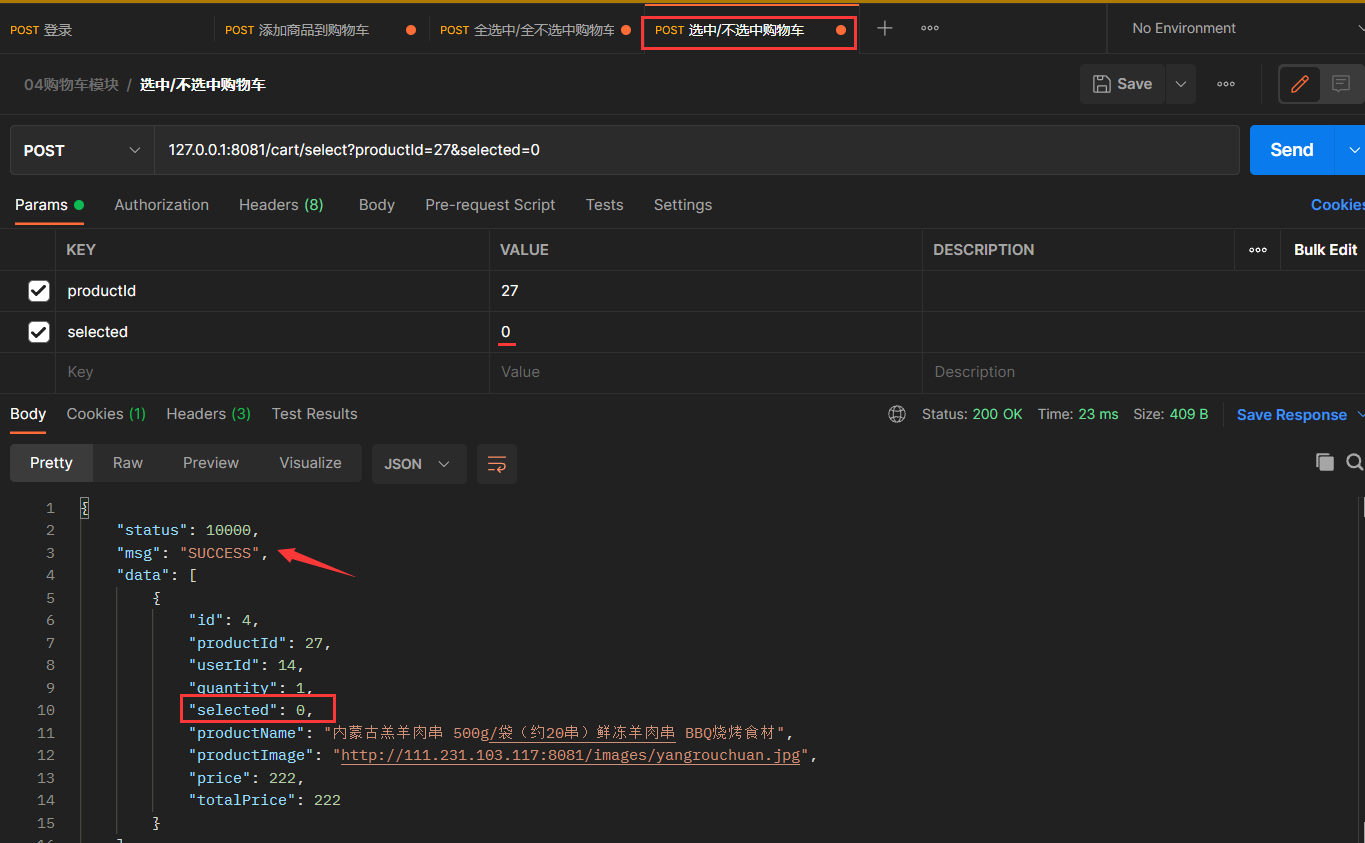 POST 登录 POST 添加商品到购物车 POST 全选中/全不选中购物车 POST 选中/不选中购物车 No Environment
04购物车模块 / 选中/不选中购物车 Save
POST 127.0.0.1:8081/cart/select?productId=27&selected=0 Send
Params Authorization Headers (8) Body Pre-request Script Tests Settings Cookies
KEY VALUE DESCRIPTION Bulk Edit
productId 27
selected 0
Key Value Description
Body Cookies (1) Headers (3) Test Results Status: 200 OK Time: 23 ms Size: 409 B Save Response
Pretty Raw Preview Visualize JSON
1 {
2 "status": 10000,
3 "msg": "SUCCESS",
4 "data": [
5 {
6 "id": 4,
7 "productId": 27,
8 "userId": 14,
9 "quantity": 1,
10 "selected": 0,
11 "productName": "内蒙古羔羊肉串 500g/袋（约20串）鲜冻羊肉串 BBQ烧烤食材",
12 "productImage": "http://111.231.103.117:8081/images/yangrouchuan.jpg",
13 "price": 222,
14 "totalPrice": 222
15 }